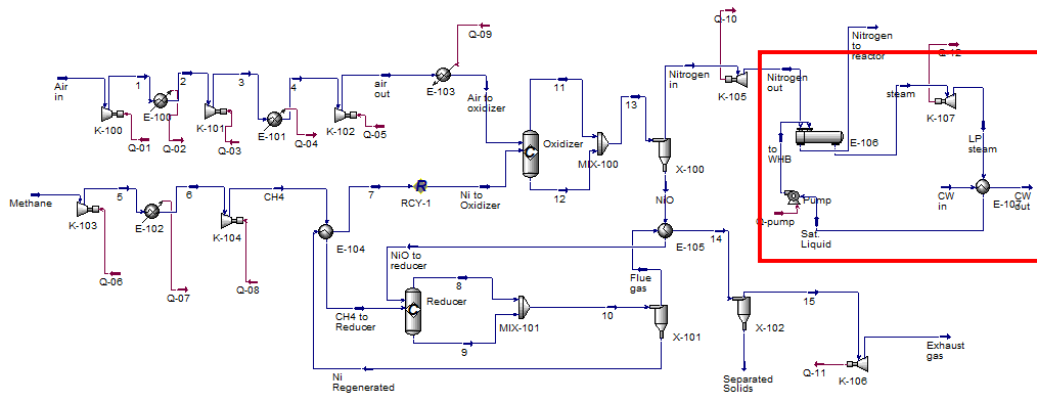 Q-10
Nitrogen
to
reactor
Q-12
Q-09
Air
in
1
2
3
4
air
out
E-103
Nitrogen
in
K-105
Nitrogen
out
steam
K-107
K-100
E-100
K-101
E-101
K-102
Air to
oxidizer
11
13
Q-01
Q-02
Q-03
Q-04
Q-05
Oxidizer
MIX-100
X-100
to
WHB
E-106
LP
steam
Methane
5
6
CH4
7
RCY-1
Ni to
Oxidizer
12
NiO
Pump
CW
in
CW
out
K-103
E-102
K-104
E-104
E-105
14
Q-pump
Sat.
Liquid
Q-06
Q-07
Q-08
NiO to
reducer
8
Flue
gas
CH4 to
Reducer
Reducer
MIX-101
10
X-101
X-102
15
9
Ni
Regenerated
Separated
Solids
Q-11
K-106
Exhaust
gas